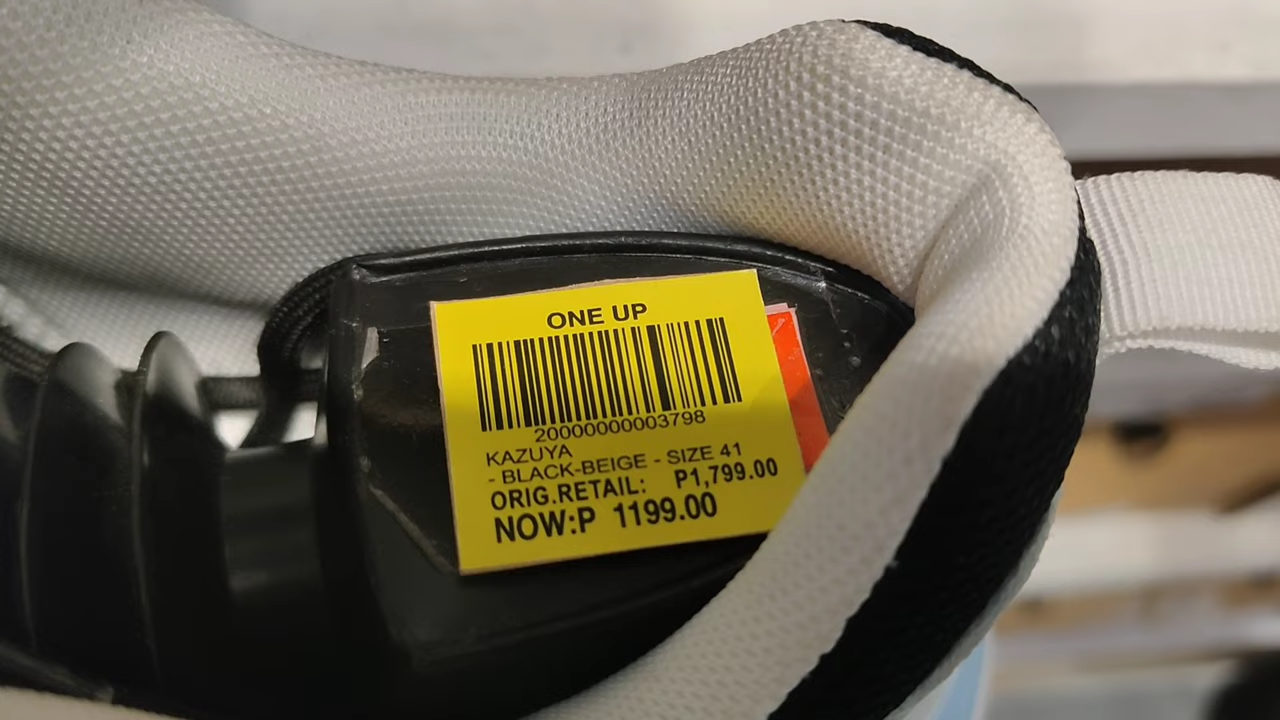 ONE UP
20000000003798
KAZUYA
- BLACK-BEIGE - SIZE 41
ORIG.RETAIL: P1,799.00
NOW:P 1199.00